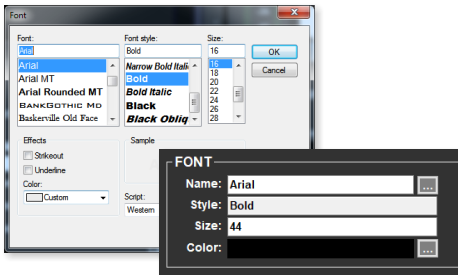 Font
Font: Font style: Size:
Arial Bold 16
Arial Narrow Bold Itali 16
Arial MT Bold 18
Arial Rounded MT Bold Italic 20
BankGothic Md Black 22
Baskerville Old Face Black Obliq 24
26
28
OK
Cancel
Effects
Strikeout
Underline
Color:
Custom
Sample
Script:
Western
FONT
Name: Arial ...
Style: Bold
Size: 44
Color: ...